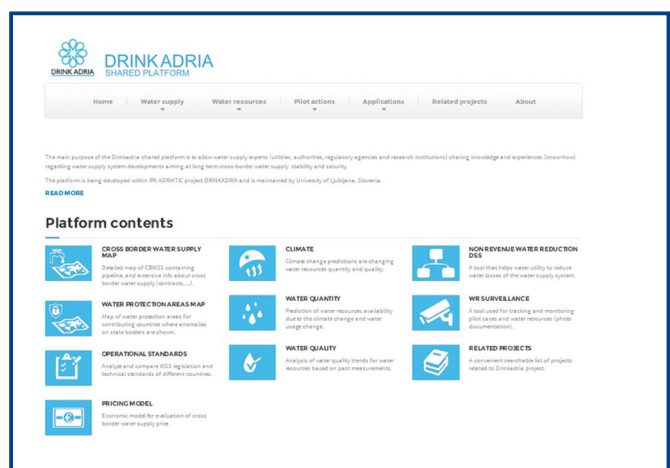 DRINK ADRIA
DRINK ADRIA
SHARED PLATFORM
Home Water supply Water resources Pilot actions Applications Related projects About
The main purpose of the Drinkadria shared platform is to allow water supply experts (utilities, authorities, regulatory agencies and research institutions) sharing knowledge and experiences (know-how)
regarding water supply system developments aiming at long term cross-border water supply stability and security.
The platform is being developed within IPA-ADRIATIC project DRINKADRIA and is maintained by University of Ljubljana, Slovenia.
READ MORE
Platform contents
CROSS BORDER WATER SUPPLY
MAP
Detailed map of CBWSS containing
pipeline, and extensive info about cross
border water supply (contracts, ...).
WATER PROTECTION AREAS MAP
Map of water protection areas for
contributing countries where anomalies
on state borders are shown.
OPERATIONAL STANDARDS
Analyze and compare WSS legislation and
technical standards of different countries.
PRICING MODEL
Economic model for evaluation of cross
border water supply price
CLIMATE
Climate change predictions are changing
water resources quantity and quality.
WATER QUANTITY
Prediction of water resources availability
due to the climate change and water
usage change.
WATER QUALITY
Analysis of water quality trends for water
resources based on past measurements.
NON REVENUE WATER REDUCTION
DSS
A tool that helps water utility to reduce
water losses of the water supply system.
WR SURVEILLANCE
A tool used for tracking and monitoring
pilot cases and water resources (photo
documentation).
RELATED PROJECTS
A convenient searchable list of projects
related to Drinkadria project.